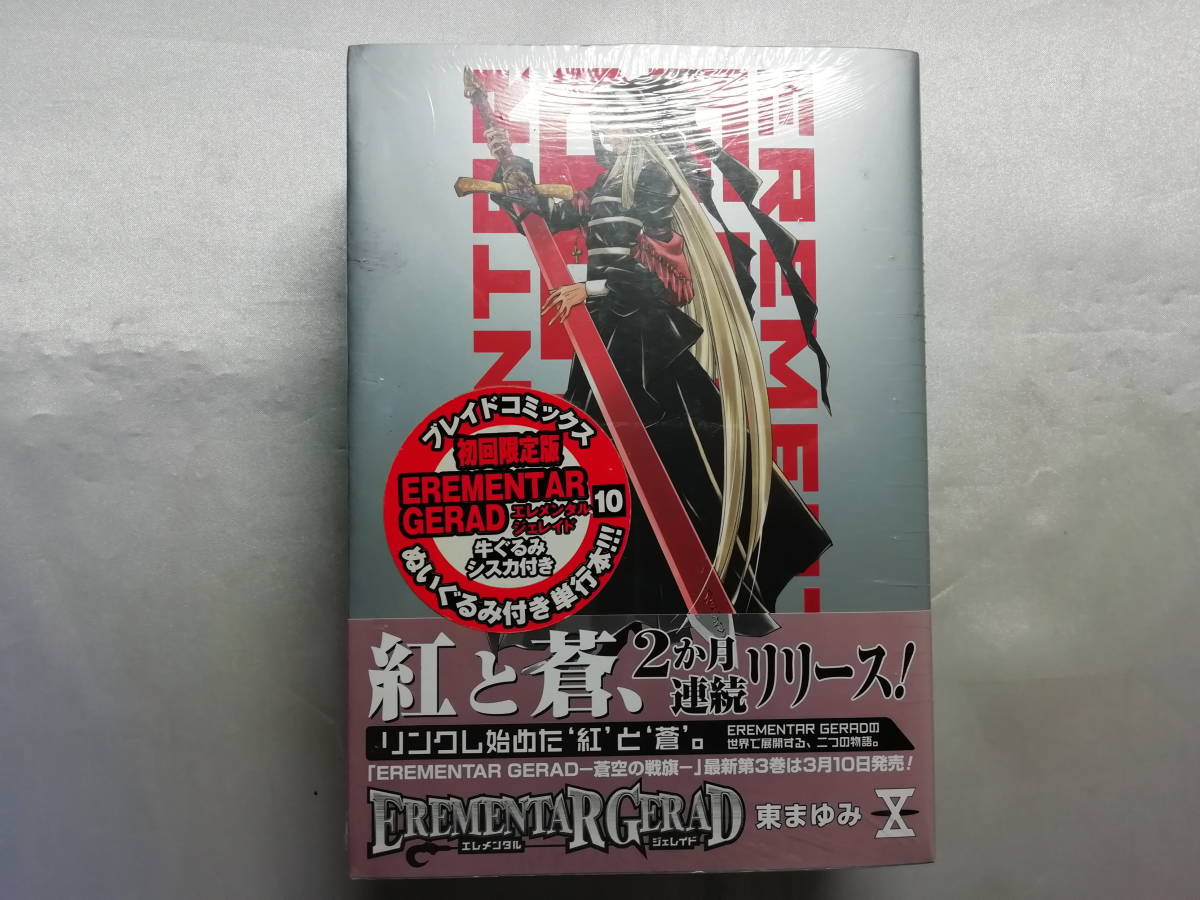 EREMENT
ブレイドコミックス
初回限定版
EREMENTAR
GERAD
エレメンタル
ジェレイド
10
牛ぐるみ
シスカ付き
ぬいぐるみ付き単行本!!!
紅と蒼、2か月連続リリース!
リンクし始めた‘紅’と‘蒼’。
EREMENTAR GERADの
世界で展開する、二つの物語。
「EREMENTAR GERAD−蒼空の戦旗−」最新第3巻は3月10日発売!
EREMENTAR GERAD
エレメンタル ジェレイド
東まゆみ
X